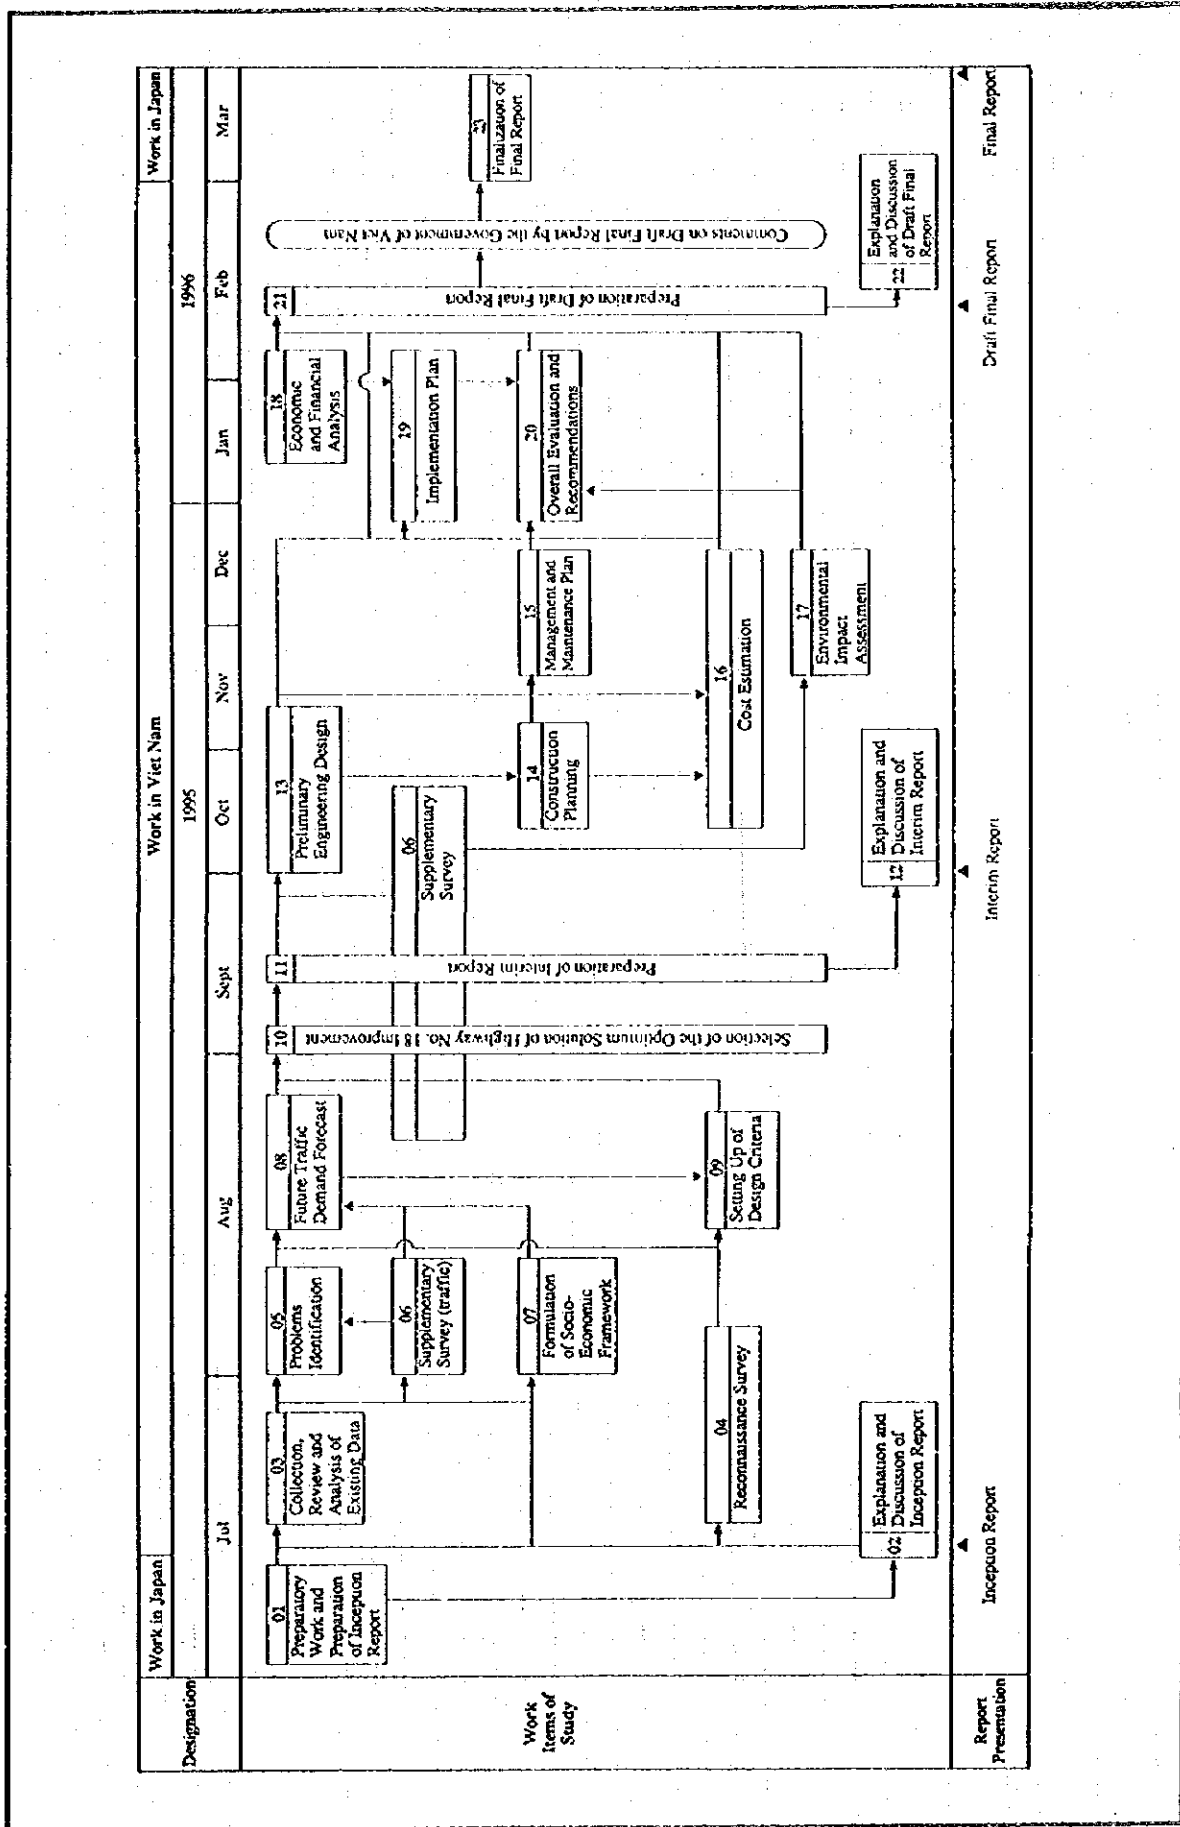 Designation
Work in Japan
Work in Viet Nam
Work in Japan
1995
1996
Jul
Aug
Sept
Oct
Nov
Dec
Jan
Feb
Mar
Work
Items of
Study
01
Preparatory
Work and
Preparation
of Inception
Report
02
Explanation and
Discussion of
Inception Report
03
Collection,
Review and
Analysis of
Existing Data
04
Reconnaissance Survey
05
Problems
Identification
06
Supplementary
Survey (traffic)
07
Formulation
of Socio-
Economic
Framework
08
Future Traffic
Demand Forecast
09
Setting Up of
Design Criteria
06
Supplementary
Survey
10
Selection of the Optimum Solution of Highway No. 18 Improvement
11
Preparation of Interim Report
12
Explanation and
Discussion of
Interim Report
13
Preliminary
Engineering Design
14
Construction
Planning
15
Management and
Maintenance Plan
16
Cost Estimation
17
Environmental
Impact
Assessment
18
Economic
and Financial
Analysis
19
Implementation Plan
20
Overall Evaluation and
Recommendations
21
Preparation of Draft Final Report
22
Explanation
and Discussion
of Draft Final
Report
Comments on Draft Final Report by the Government of Viet Nam
23
Finalization of
Final Report
Report
Presentation
Inception Report
Interim Report
Draft Final Report
Final Report